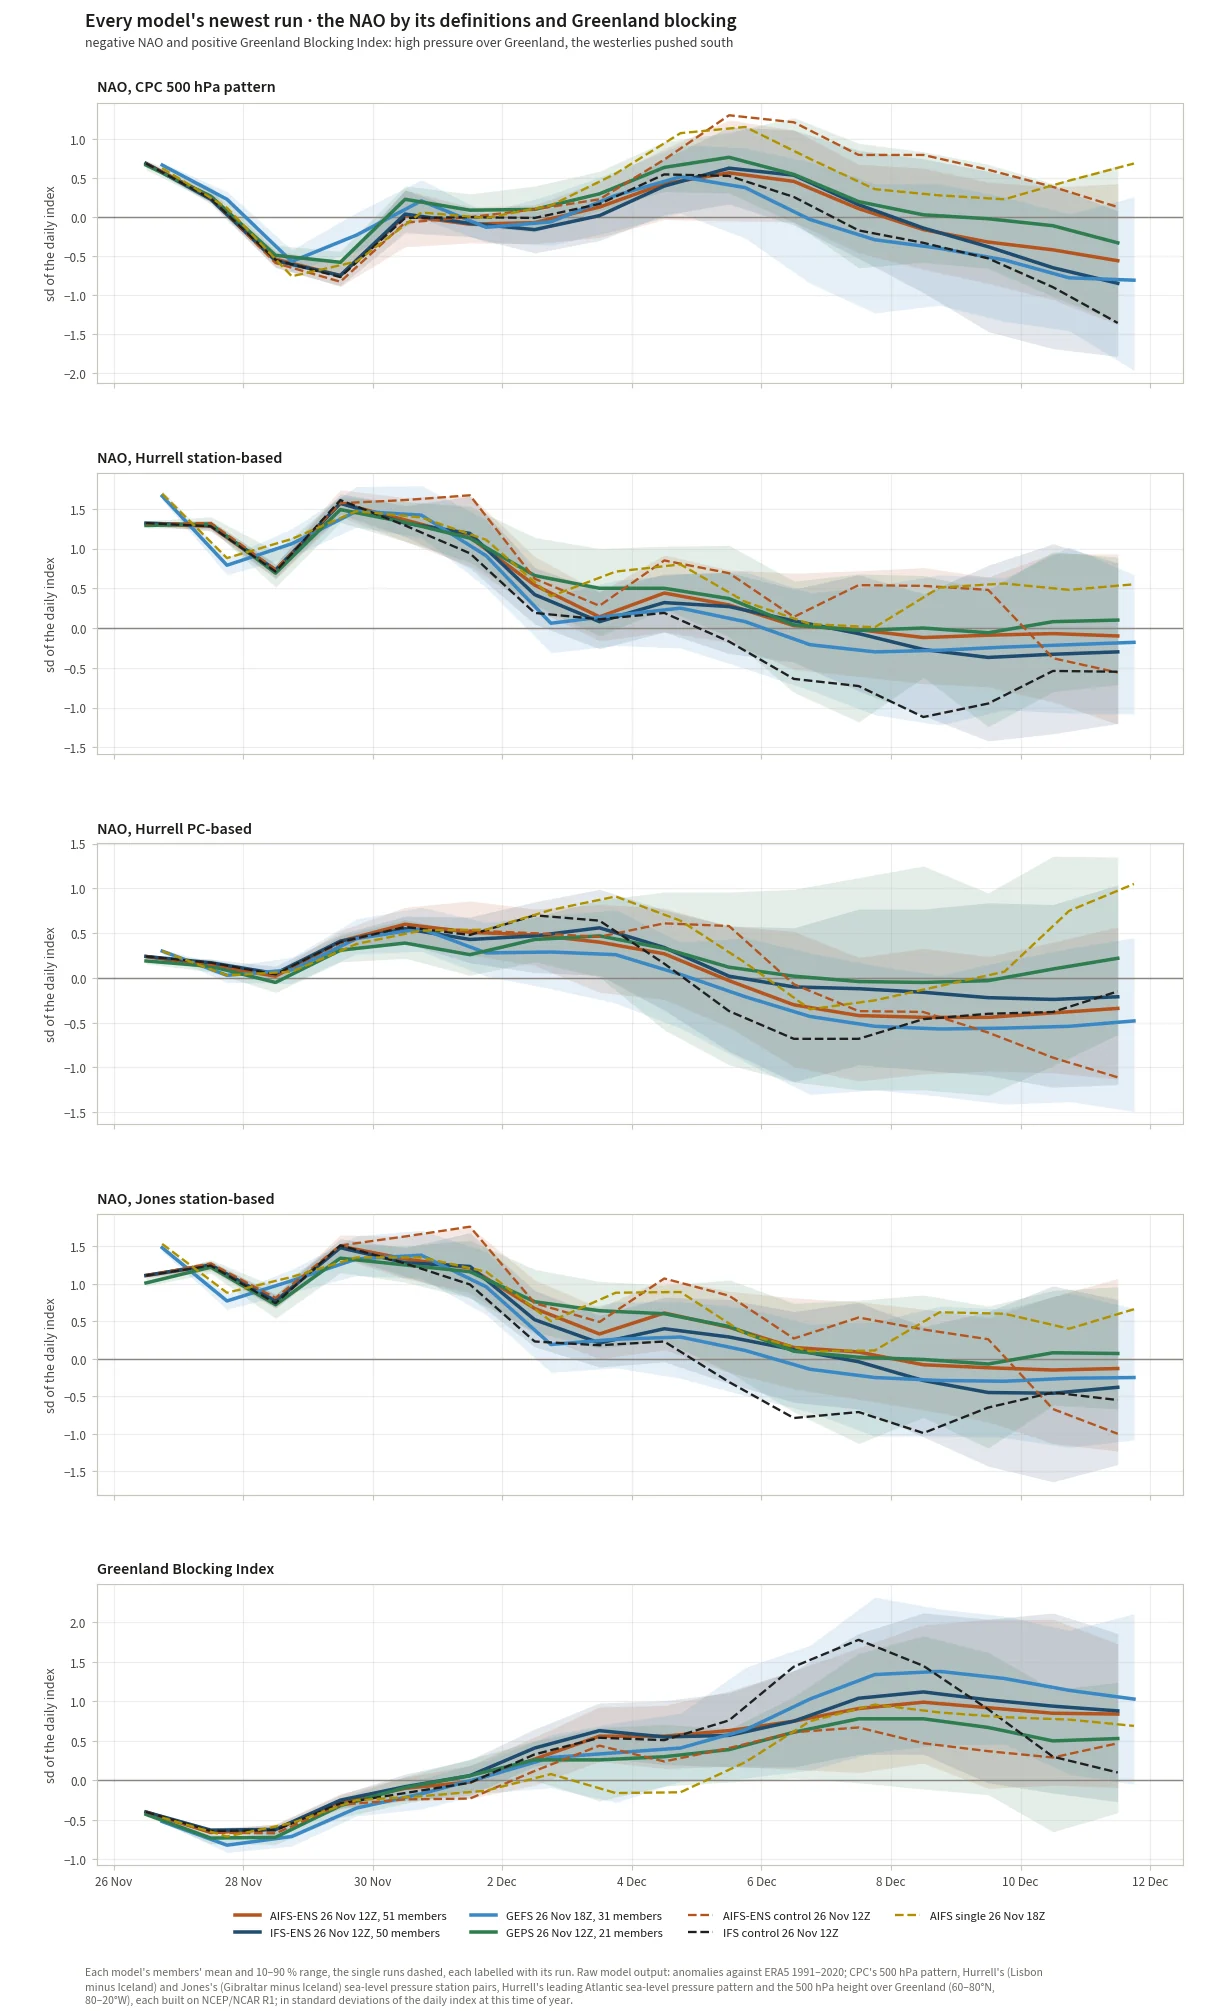 Every model's newest run · the NAO by its definitions and Greenland blocking
negative NAO and positive Greenland Blocking Index: high pressure over Greenland, the westerlies pushed south
NAO, CPC 500 hPa pattern
sd of the daily index
1.0
0.5
0.0
−0.5
−1.0
−1.5
−2.0
NAO, Hurrell station-based
sd of the daily index
1.5
1.0
0.5
0.0
−0.5
−1.0
−1.5
NAO, Hurrell PC-based
sd of the daily index
1.5
1.0
0.5
0.0
−0.5
−1.0
−1.5
NAO, Jones station-based
sd of the daily index
1.5
1.0
0.5
0.0
−0.5
−1.0
−1.5
Greenland Blocking Index
sd of the daily index
2.0
1.5
1.0
0.5
0.0
−0.5
−1.0
26 Nov 28 Nov 30 Nov 2 Dec 4 Dec 6 Dec 8 Dec 10 Dec 12 Dec
AIFS-ENS 26 Nov 12Z, 51 members GEFS 26 Nov 18Z, 31 members AIFS-ENS control 26 Nov 12Z AIFS single 26 Nov 18Z
IFS-ENS 26 Nov 12Z, 50 members GEPS 26 Nov 12Z, 21 members IFS control 26 Nov 12Z
Each model's members' mean and 10–90 % range, the single runs dashed, each labelled with its run. Raw model output: anomalies against ERA5 1991–2020; CPC's 500 hPa pattern, Hurrell's (Lisbon
minus Iceland) and Jones's (Gibraltar minus Iceland) sea-level pressure station pairs, Hurrell's leading Atlantic sea-level pressure pattern and the 500 hPa height over Greenland (60–80°N,
80–20°W), each built on NCEP/NCAR R1; in standard deviations of the daily index at this time of year.